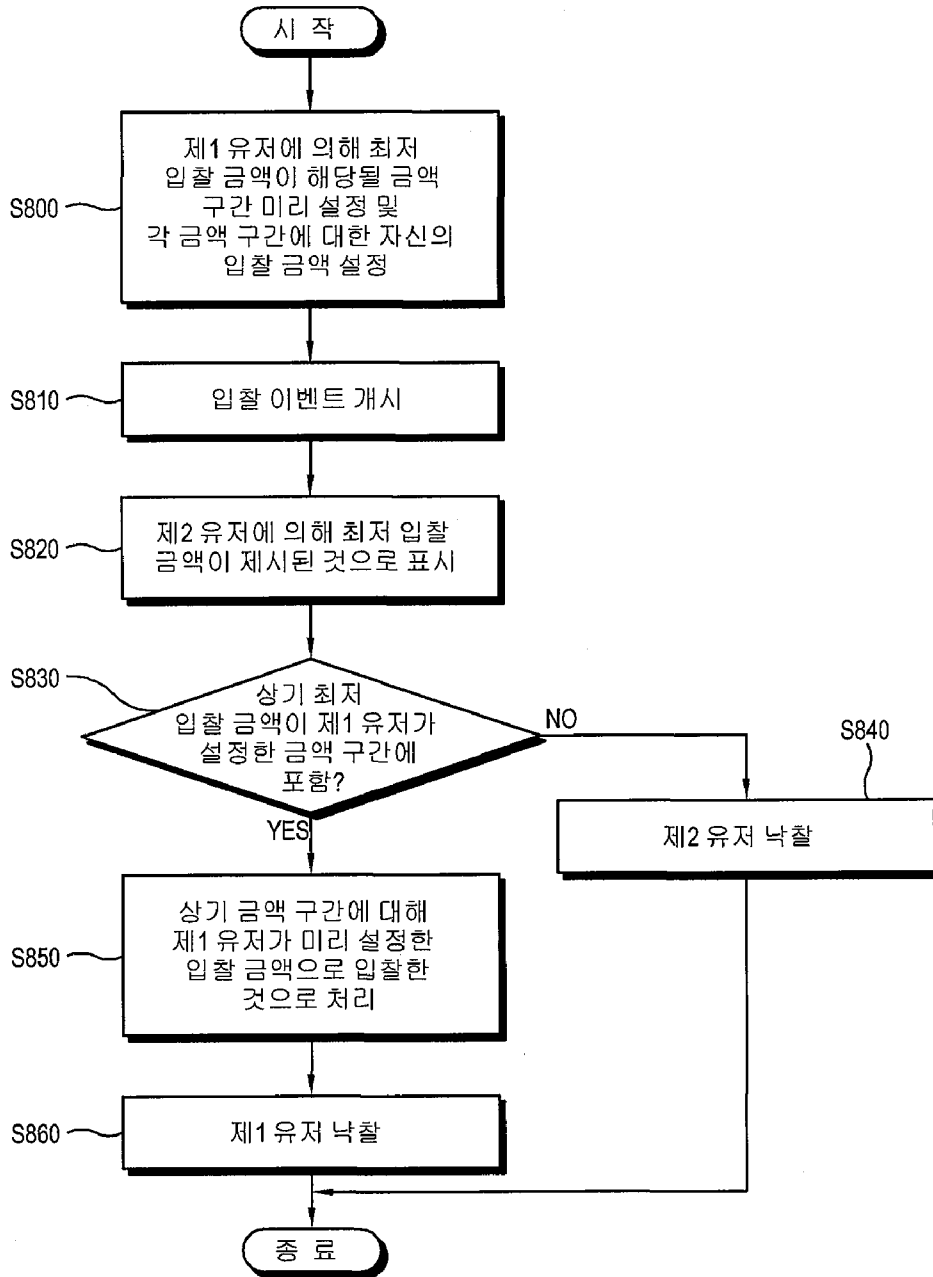 시 작
S800
제1 유저에 의해 최저
입찰 금액이 해당될 금액
구간 미리 설정 및
각 금액 구간에 대한 자신의
입찰 금액 설정
S810
입찰 이벤트 개시
S820
제2 유저에 의해 최저 입찰
금액이 제시된 것으로 표시
S830
상기 최저
입찰 금액이 제1 유저가
설정한 금액 구간에
포함?
NO
YES
S840
제2 유저 낙찰
S850
상기 금액 구간에 대해
제1 유저가 미리 설정한
입찰 금액으로 입찰한
것으로 처리
S860
제1 유저 낙찰
종 료